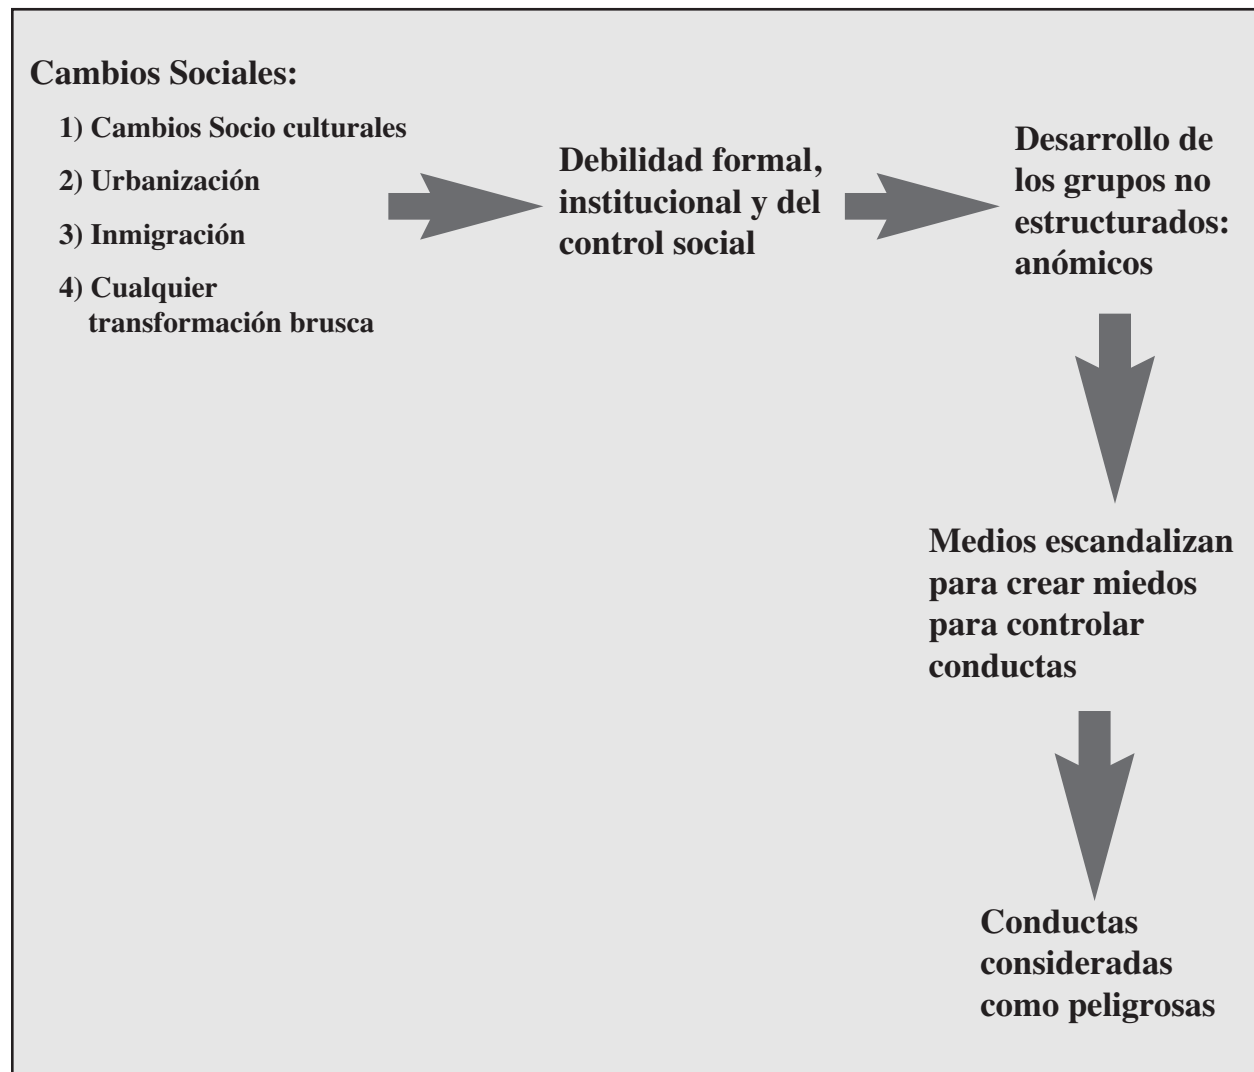 Cambios Sociales:
1) Cambios Socio culturales
2) Urbanización
3) Inmigración
4) Cualquier
transformación brusca
Debilidad formal,
institucional y del
control social
Desarrollo de
los grupos no
estructurados:
anómicos
Medios escandalizan
para crear miedos
para controlar
conductas
Conductas
consideradas
como peligrosas